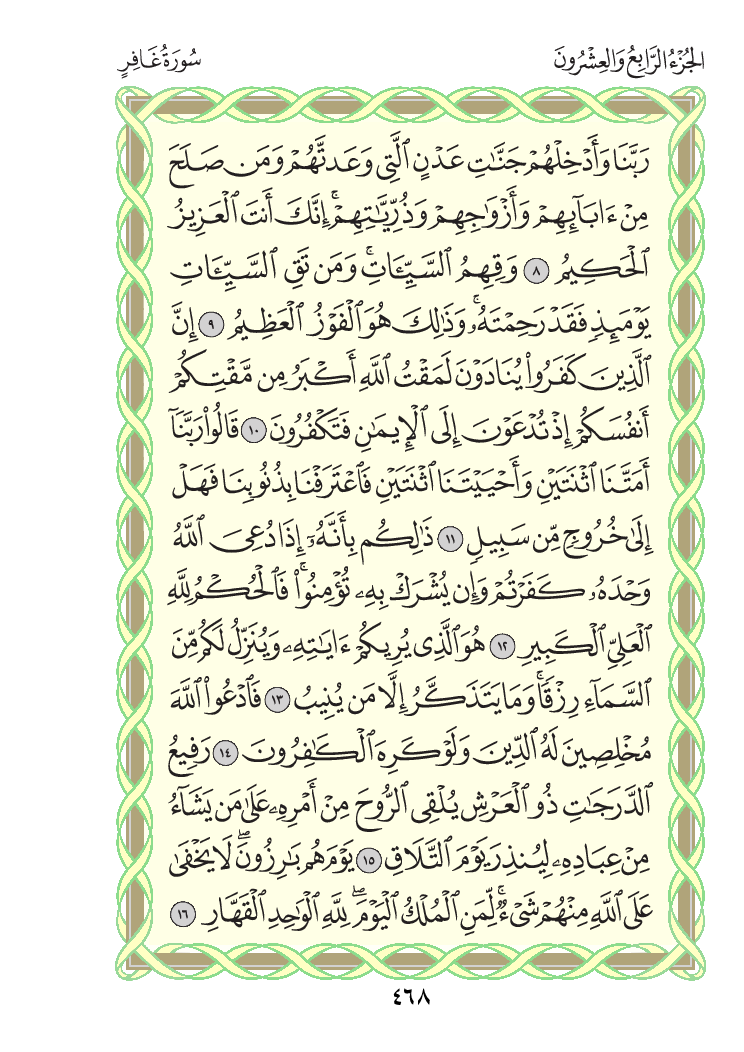 الجُزْءُ الرَّابِعُ وَالعِشْرُونَ
سُورَةُ غَافِرٍ
رَبَّنَا وَأَدْخِلْهُمْ جَنَّٰتِ عَدْنٍ ٱلَّتِى وَعَدتَّهُمْ وَمَن صَلَحَ
مِنْ ءَابَآئِهِمْ وَأَزْوَٰجِهِمْ وَذُرِّيَّٰتِهِمْ ۚ إِنَّكَ أَنتَ ٱلْعَزِيزُ
ٱلْحَكِيمُ ٨ وَقِهِمُ ٱلسَّيِّـَٔاتِ ۚ وَمَن تَقِ ٱلسَّيِّـَٔاتِ
يَوْمَئِذٍ فَقَدْ رَحِمْتَهُۥ ۚ وَذَٰلِكَ هُوَ ٱلْفَوْزُ ٱلْعَظِيمُ ٩ إِنَّ
ٱلَّذِينَ كَفَرُوا۟ يُنَادَوْنَ لَمَقْتُ ٱللَّهِ أَكْبَرُ مِن مَّقْتِكُمْ
أَنفُسَكُمْ إِذْ تُدْعَوْنَ إِلَى ٱلْإِيمَٰنِ فَتَكْفُرُونَ ١٠ قَالُوا۟ رَبَّنَآ
أَمَتَّنَا ٱثْنَتَيْنِ وَأَحْيَيْتَنَا ٱثْنَتَيْنِ فَٱعْتَرَفْنَا بِذُنُوبِنَا فَهَلْ
إِلَىٰ خُرُوجٍ مِّن سَبِيلٍ ١١ ذَٰلِكُم بِأَنَّهُۥٓ إِذَا دُعِىَ ٱللَّهُ
وَحْدَهُۥ كَفَرْتُمْ وَإِن يُشْرَكْ بِهِۦ تُؤْمِنُوا۟ ۚ فَٱلْحُكْمُ لِلَّهِ
ٱلْعَلِىِّ ٱلْكَبِيرِ ١٢ هُوَ ٱلَّذِى يُرِيكُمْ ءَايَٰتِهِۦ وَيُنَزِّلُ لَكُم مِّنَ
ٱلسَّمَآءِ رِزْقًا ۚ وَمَا يَتَذَكَّرُ إِلَّا مَن يُنِيبُ ١٣ فَٱدْعُوا۟ ٱللَّهَ
مُخْلِصِينَ لَهُ ٱلدِّينَ وَلَوْ كَرِهَ ٱلْكَٰفِرُونَ ١٤ رَفِيعُ
ٱلدَّرَجَٰتِ ذُو ٱلْعَرْشِ يُلْقِى ٱلرُّوحَ مِنْ أَمْرِهِۦ عَلَىٰ مَن يَشَآءُ
مِنْ عِبَادِهِۦ لِيُنذِرَ يَوْمَ ٱلتَّلَاقِ ١٥ يَوْمَ هُم بَٰرِزُونَ ۖ لَا يَخْفَىٰ
عَلَى ٱللَّهِ مِنْهُمْ شَىْءٌ ۚ لِّمَنِ ٱلْمُلْكُ ٱلْيَوْمَ ۖ لِلَّهِ ٱلْوَٰحِدِ ٱلْقَهَّارِ ١٦
٤٦٨